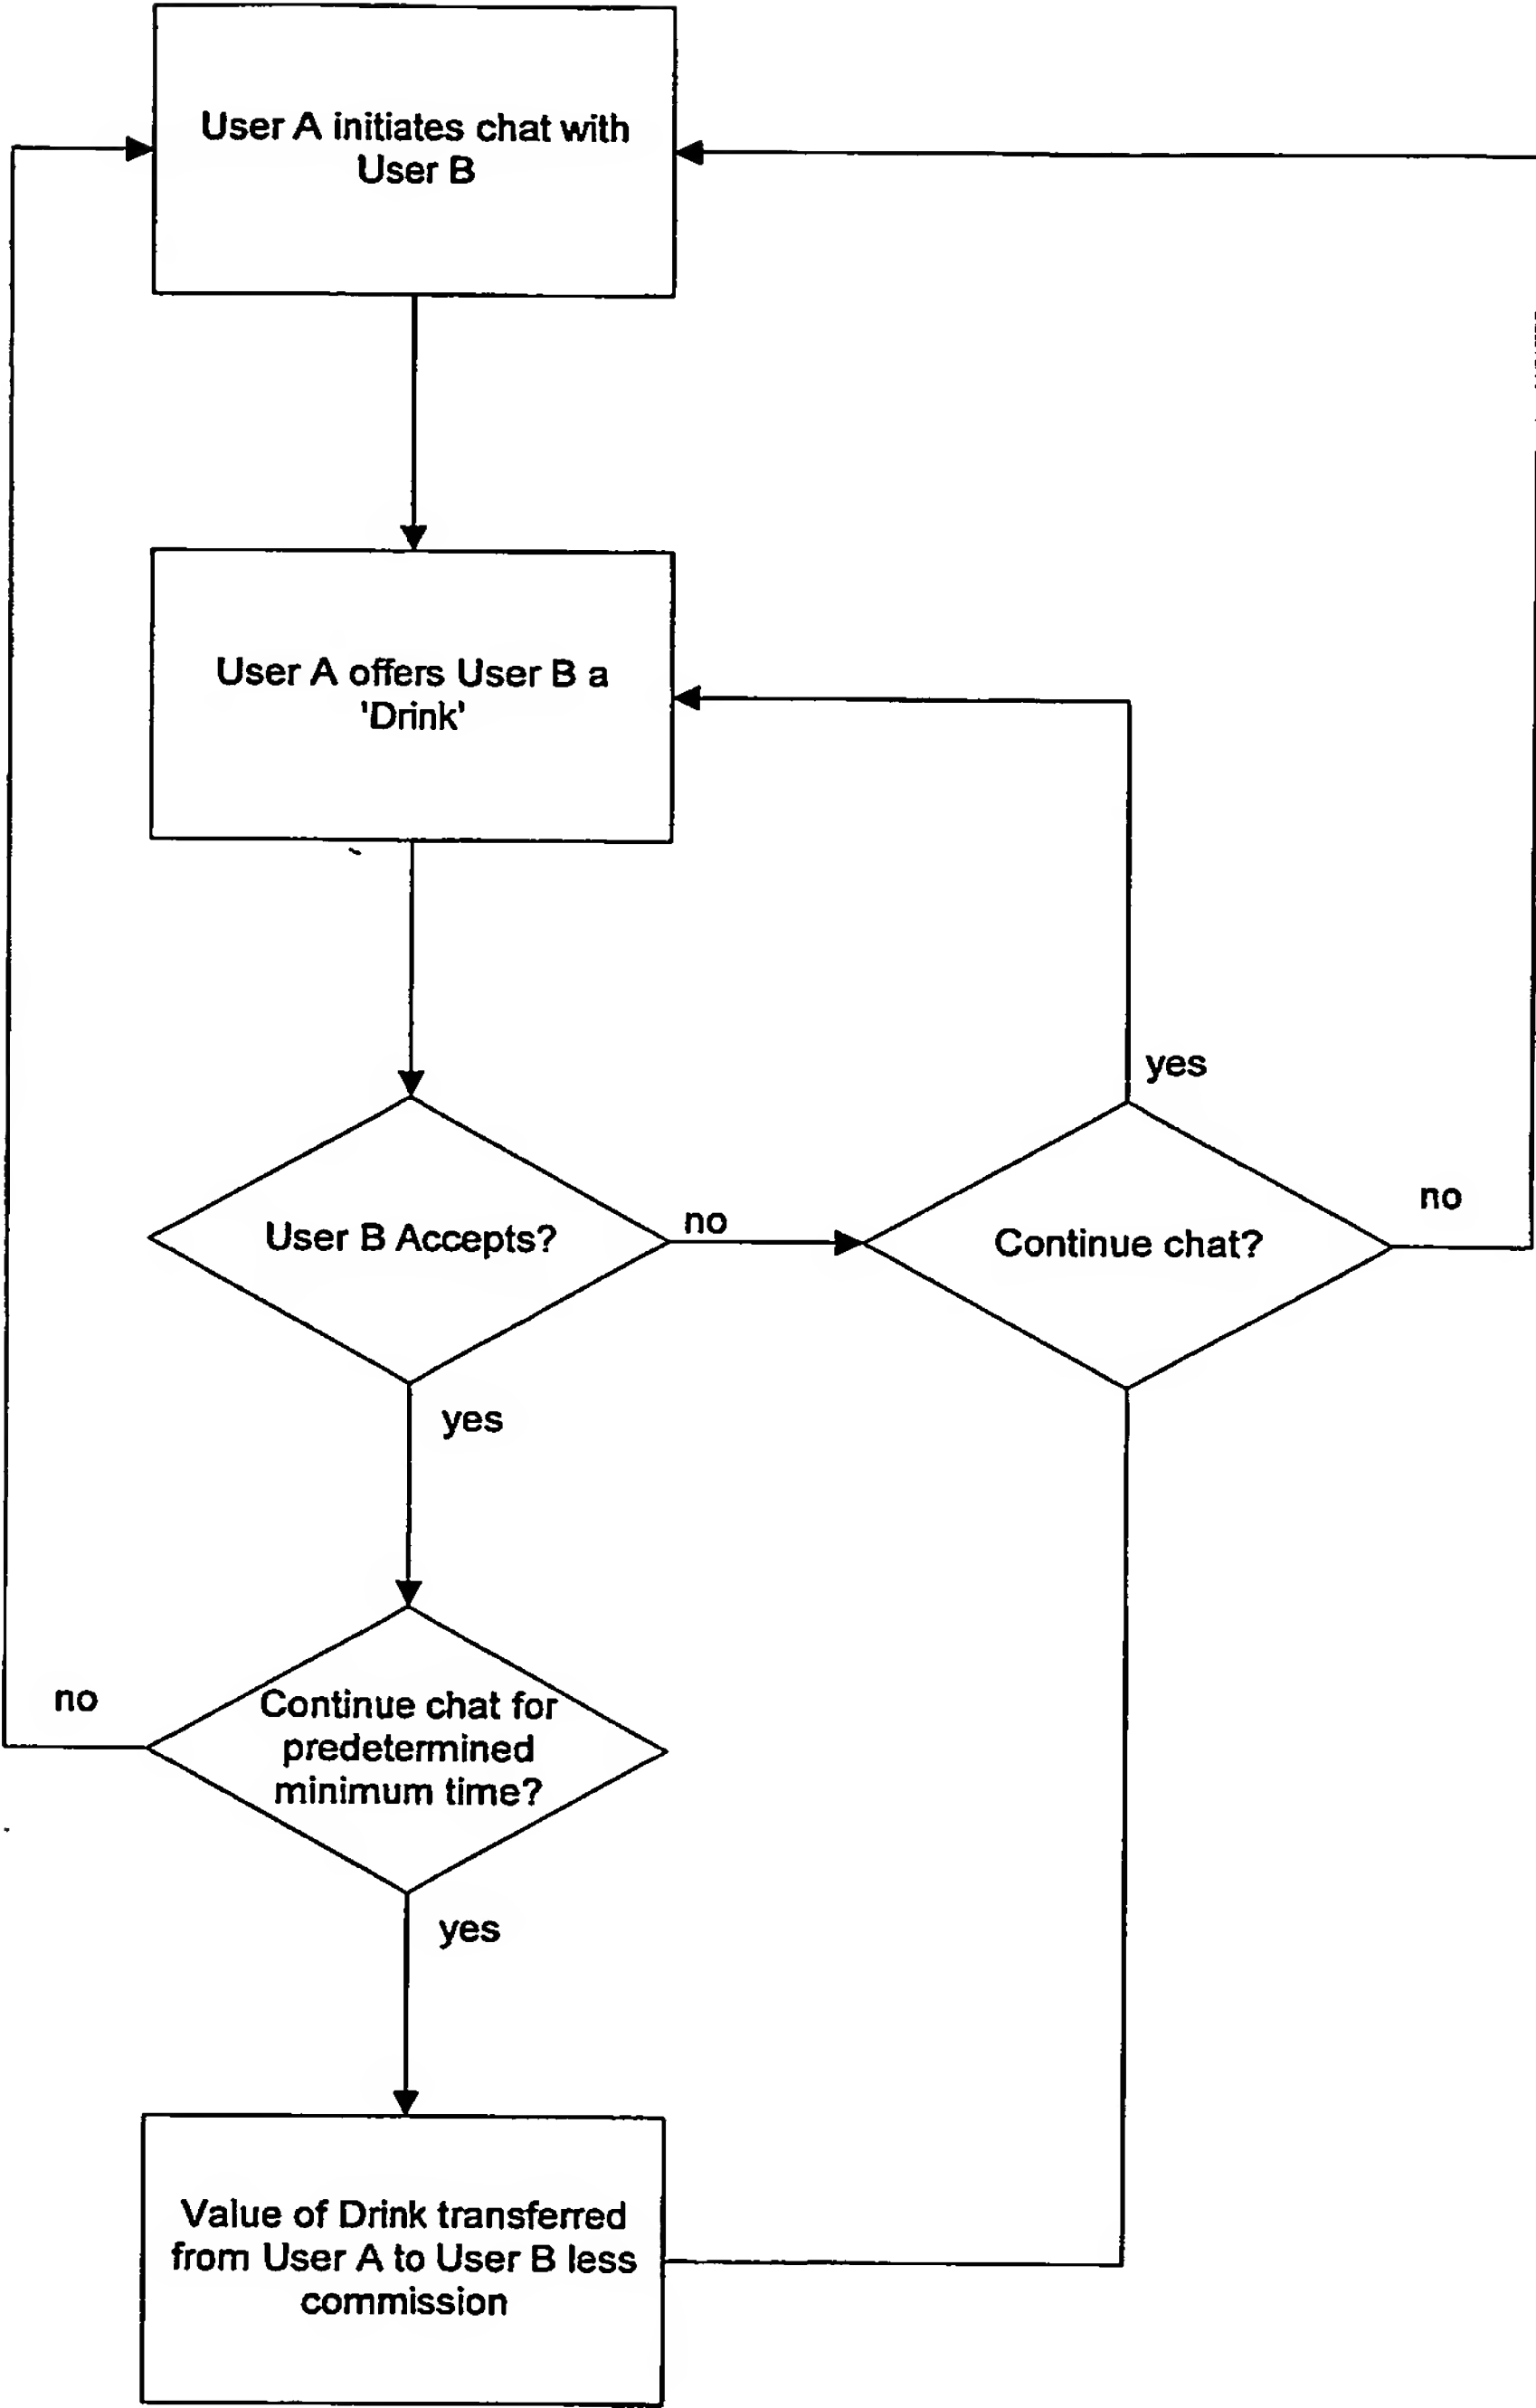 User A initiates chat with
User B
User A offers User B a
'Drink'
yes
no
User B Accepts?
no
Continue chat?
yes
no
Continue chat for
predetermined
minimum time?
yes
Value of Drink transferred
from User A to User B less
commission